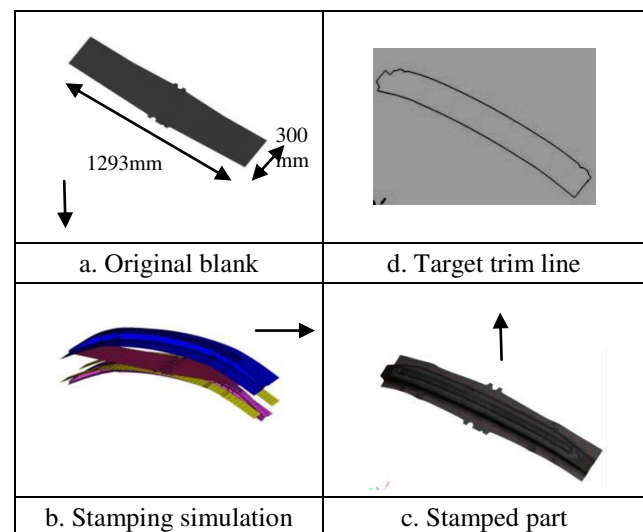 300
mm
1293mm
a. Original blank
d. Target trim line
b. Stamping simulation
c. Stamped part